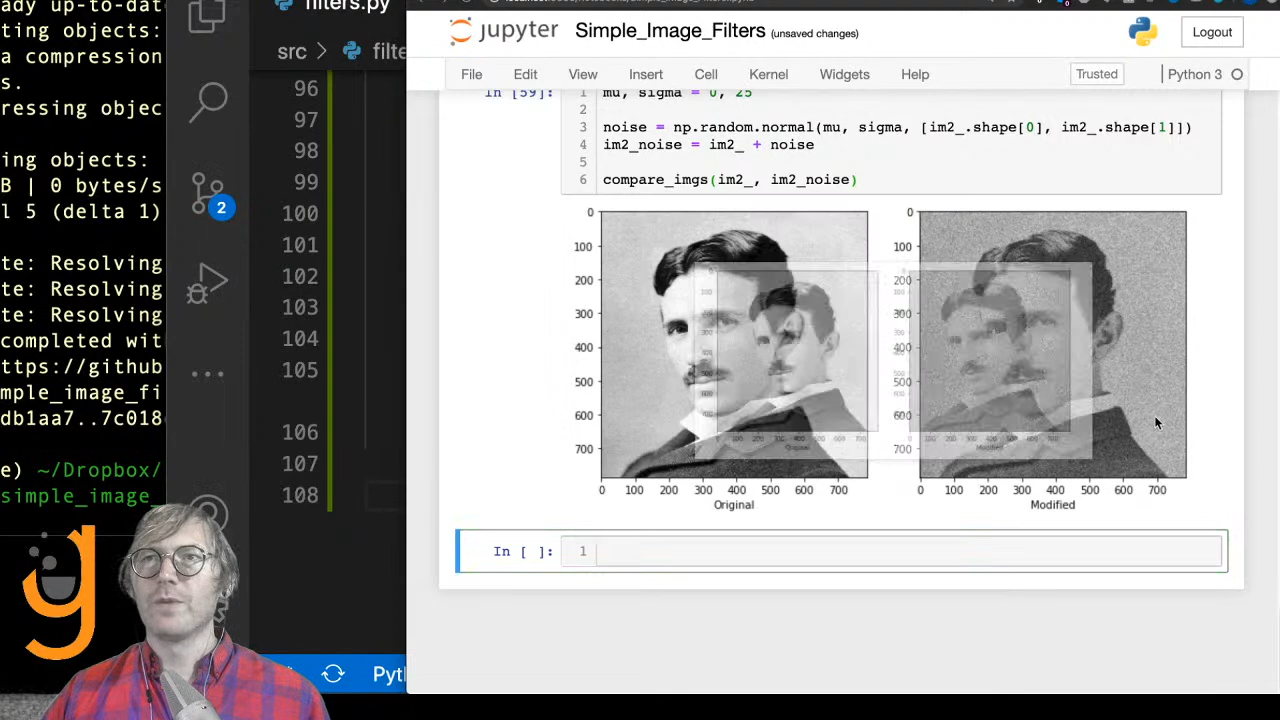 ady up-to-dat
ting objects:
a compression
s.
pressing objec
ing objects:
B | 0 bytes/s
l 5 (delta 1)
te: Resolving
te: Resolving
te: Resolving
completed wit
ttps://github
mple_image_fi
db1aa7..7c018
e) ~/Dropbox/
simple_image_
2
filters.py
src > filte
96
97
98
99
100
101
102
103
104
105
106
107
108
Pyt
jupyter Simple_Image_Filters (unsaved changes)
Logout
File Edit View Insert Cell Kernel Widgets Help
Trusted
Python 3
In [59]:
1 mu, sigma = 0, 25
2
3 noise = np.random.normal(mu, sigma, [im2_.shape[0], im2_.shape[1]])
4 im2_noise = im2_ + noise
5
6 compare_imgs(im2_, im2_noise)
0
100
200
300
400
500
600
700
0 100 200 300 400 500 600 700
Original
0
100
200
300
400
500
600
700
0 100 200 300 400 500 600 700
Modified
In [ ]: 1